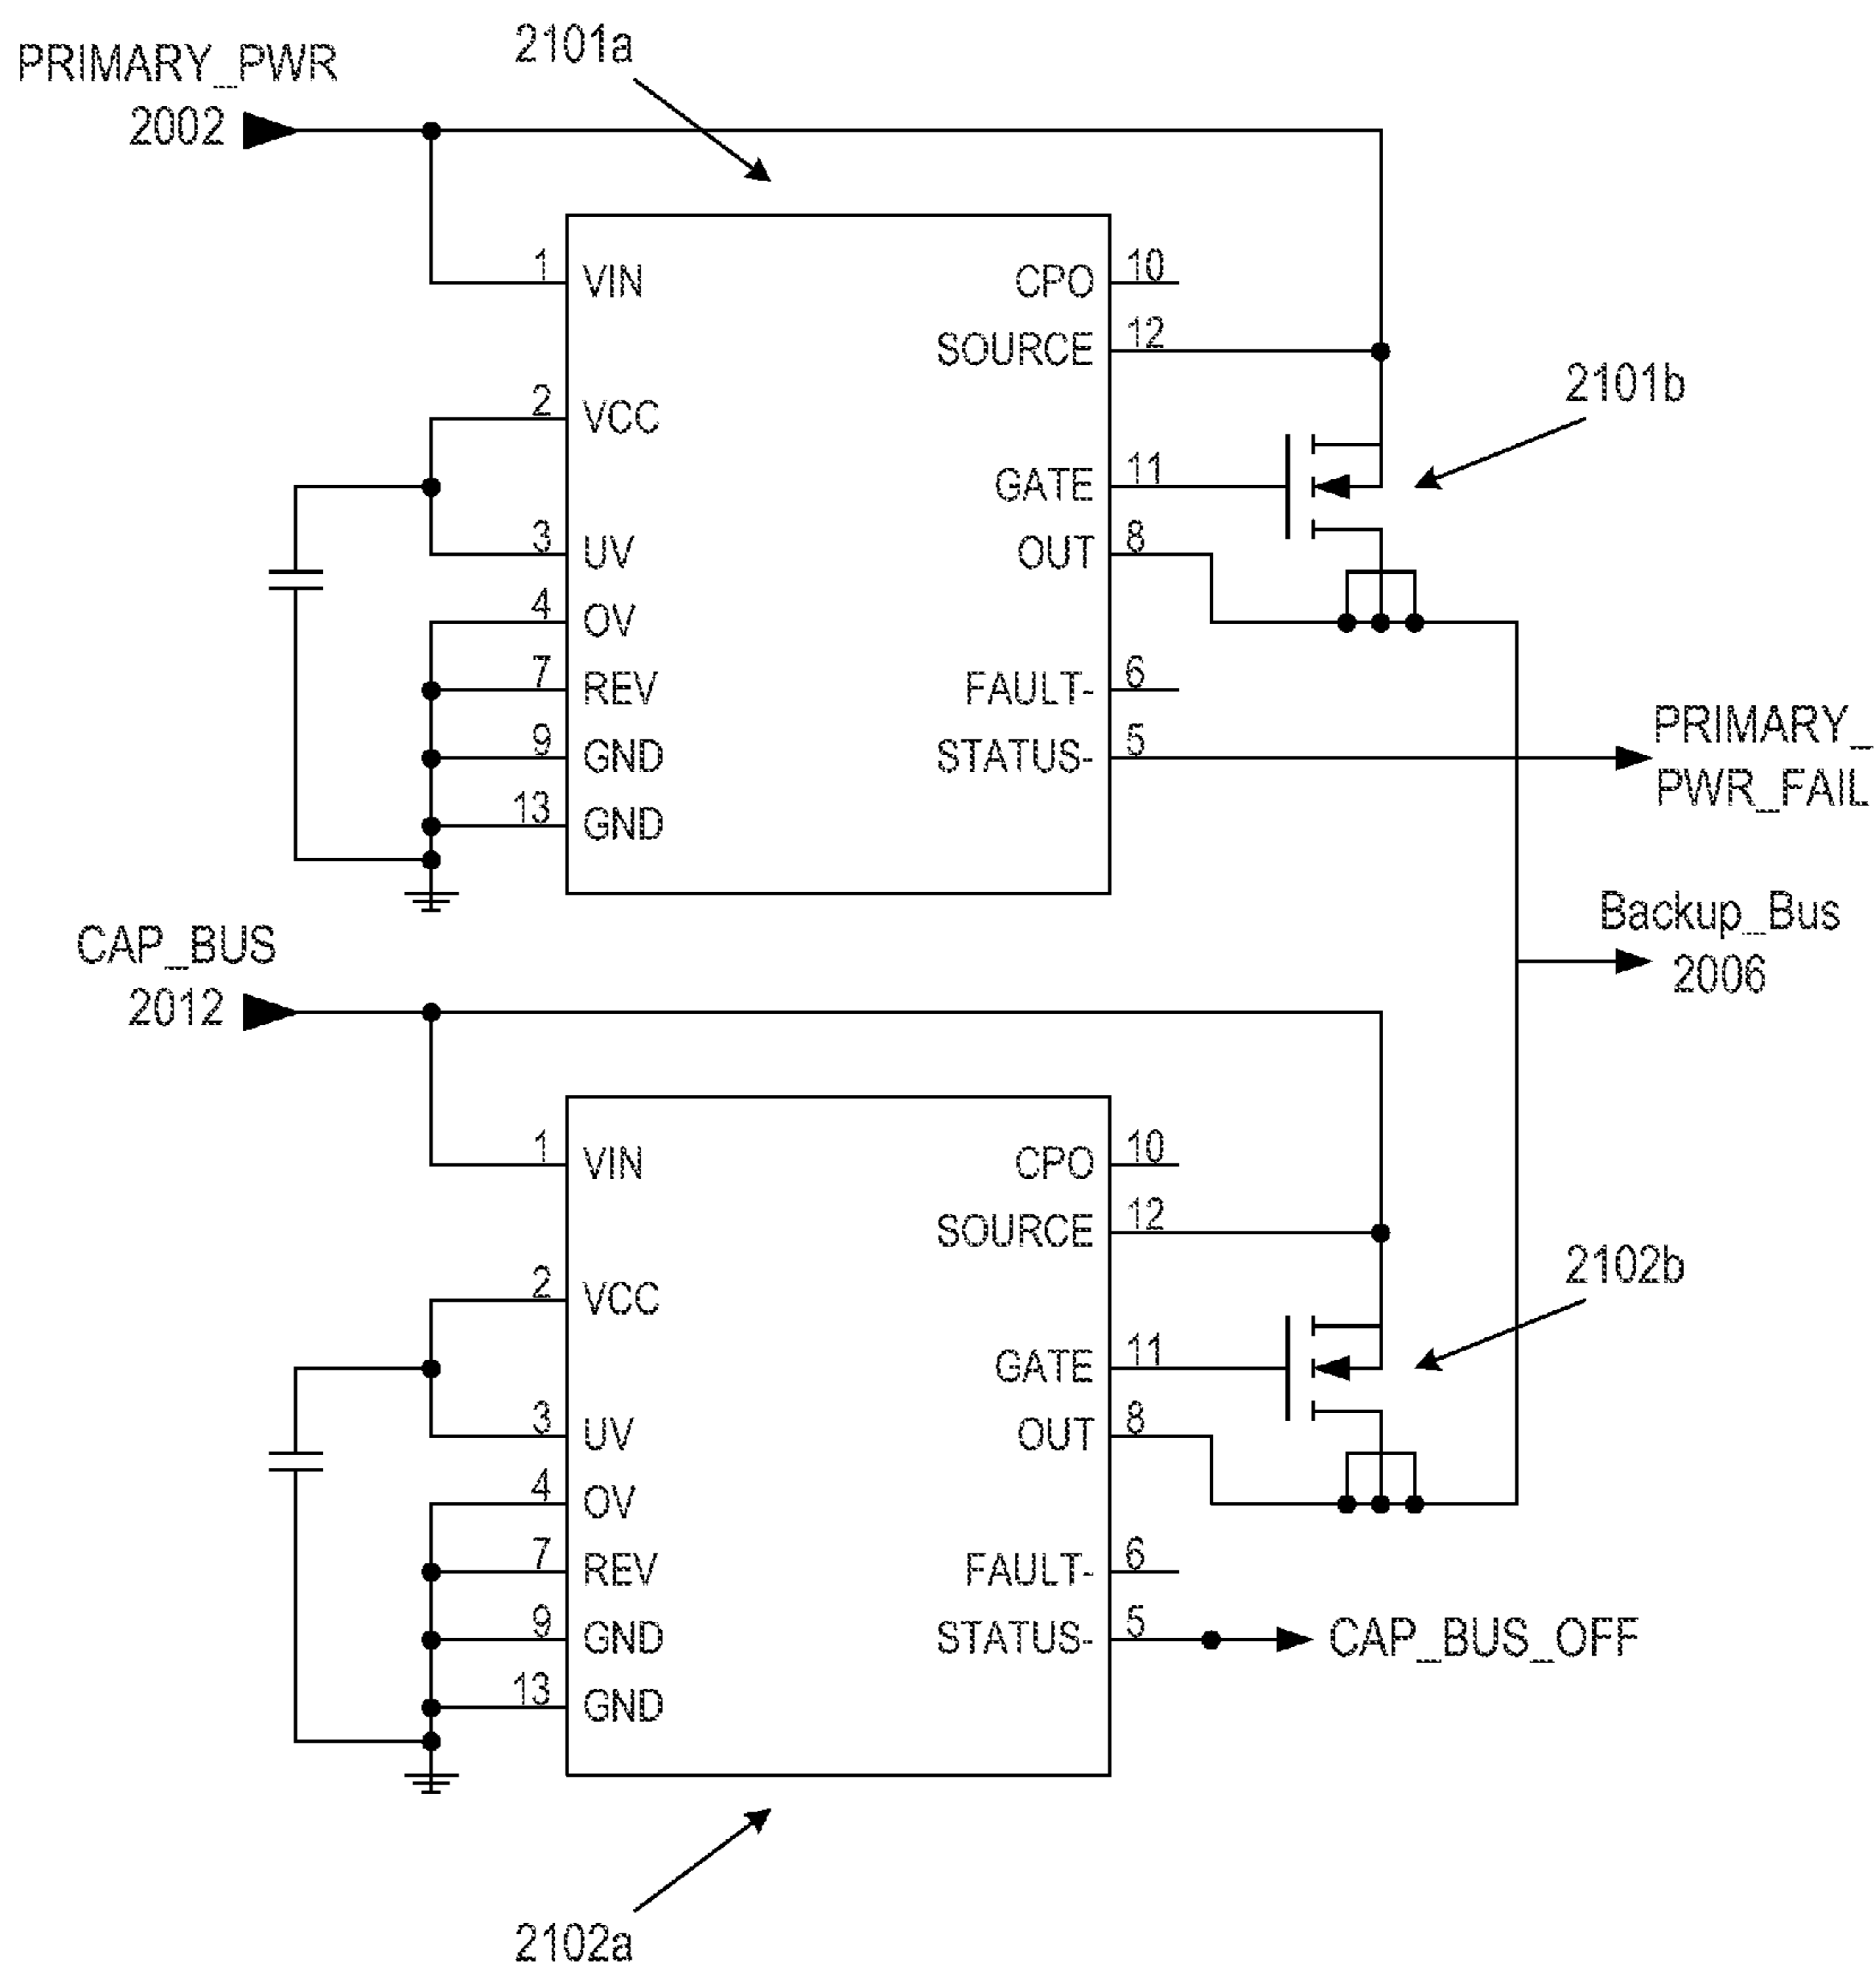 2101a
PRIMARY_PWR
2002
1 VIN
CPO 10
SOURCE 12
2101b
2 VCC
GATE 11
3 UV
OUT 8
4 OV
7 REV
FAULT- 6
9 GND
STATUS- 5
PRIMARY_
PWR_FAIL
13 GND
Backup_Bus
2006
CAP_BUS
2012
1 VIN
CPO 10
SOURCE 12
2102b
2 VCC
GATE 11
3 UV
OUT 8
4 OV
7 REV
FAULT- 6
9 GND
STATUS- 5
CAP_BUS_OFF
13 GND
2102a